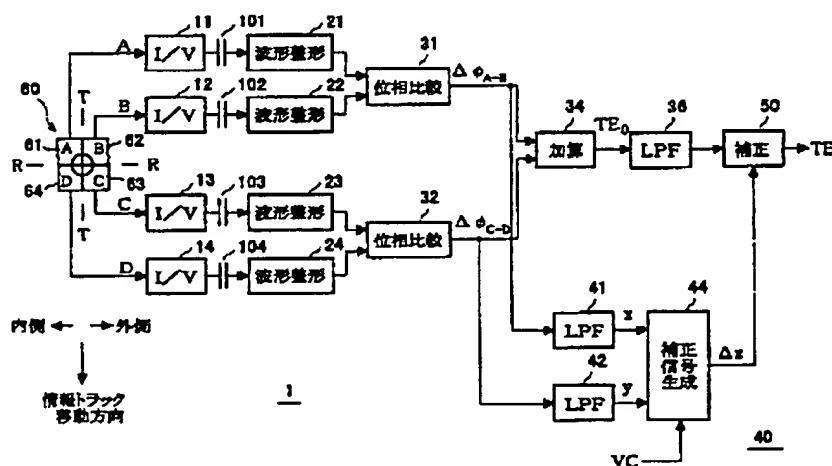 11
101
21
A
I/V
波形整形
31
位相比較
ΔφA-B
12
102
22
B
I/V
波形整形
60
T
61
A
B
62
R
R
D
C
64
63
T
34
加算
TE0
36
LPF
50
補正
TE
13
103
23
C
I/V
波形整形
32
位相比較
ΔφC-D
14
104
24
D
I/V
波形整形
内側
外側
情報トラック
移動方向
1
41
LPF
x
42
LPF
y
44
補正
信号
生成
Δz
VC
40